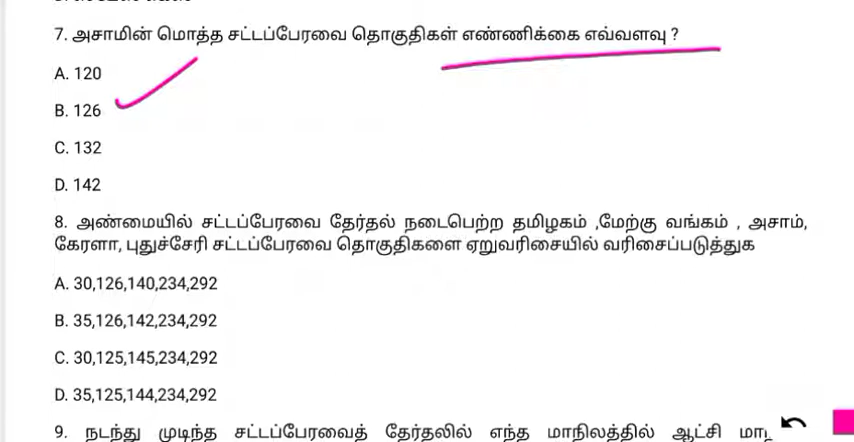 7. அசாமின் மொத்த சட்டப்பேரவை தொகுதிகள் எண்ணிக்கை எவ்வளவு ?
A. 120
B. 126
C. 132
D. 142
8. அண்மையில் சட்டப்பேரவை தேர்தல் நடைபெற்ற தமிழகம் ,மேற்கு வங்கம் , அசாம்,
கேரளா, புதுச்சேரி சட்டப்பேரவை தொகுதிகளை ஏறுவரிசையில் வரிசைப்படுத்துக
A. 30,126,140,234,292
B. 35,126,142,234,292
C. 30,125,145,234,292
D. 35,125,144,234,292
9. நடந்து முடிந்த சட்டப்பேரவைத் தேர்தலில் எந்த மாநிலத்தில் ஆட்சி